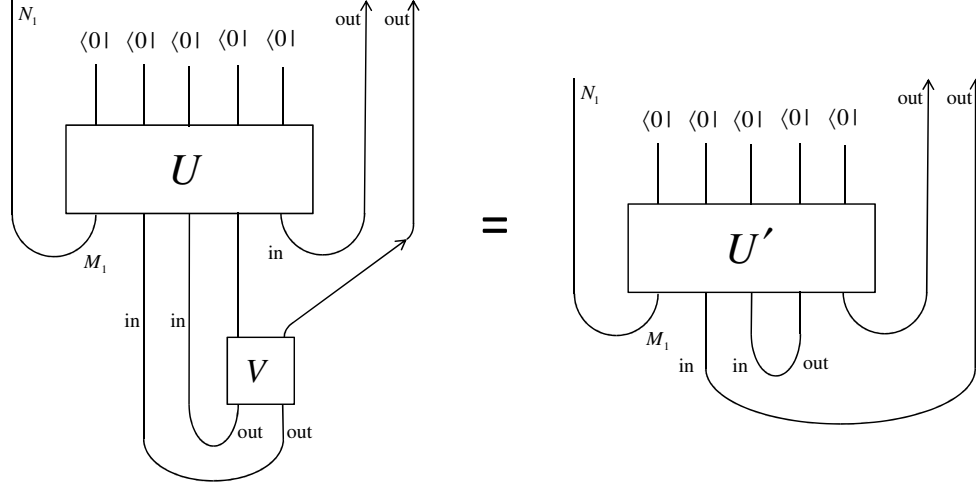 N₁ out out
⟨0| ⟨0| ⟨0| ⟨0| ⟨0|
U
M₁ in
in in
V
out out
=
N₁ out out
⟨0| ⟨0| ⟨0| ⟨0| ⟨0|
U′
M₁ in in out